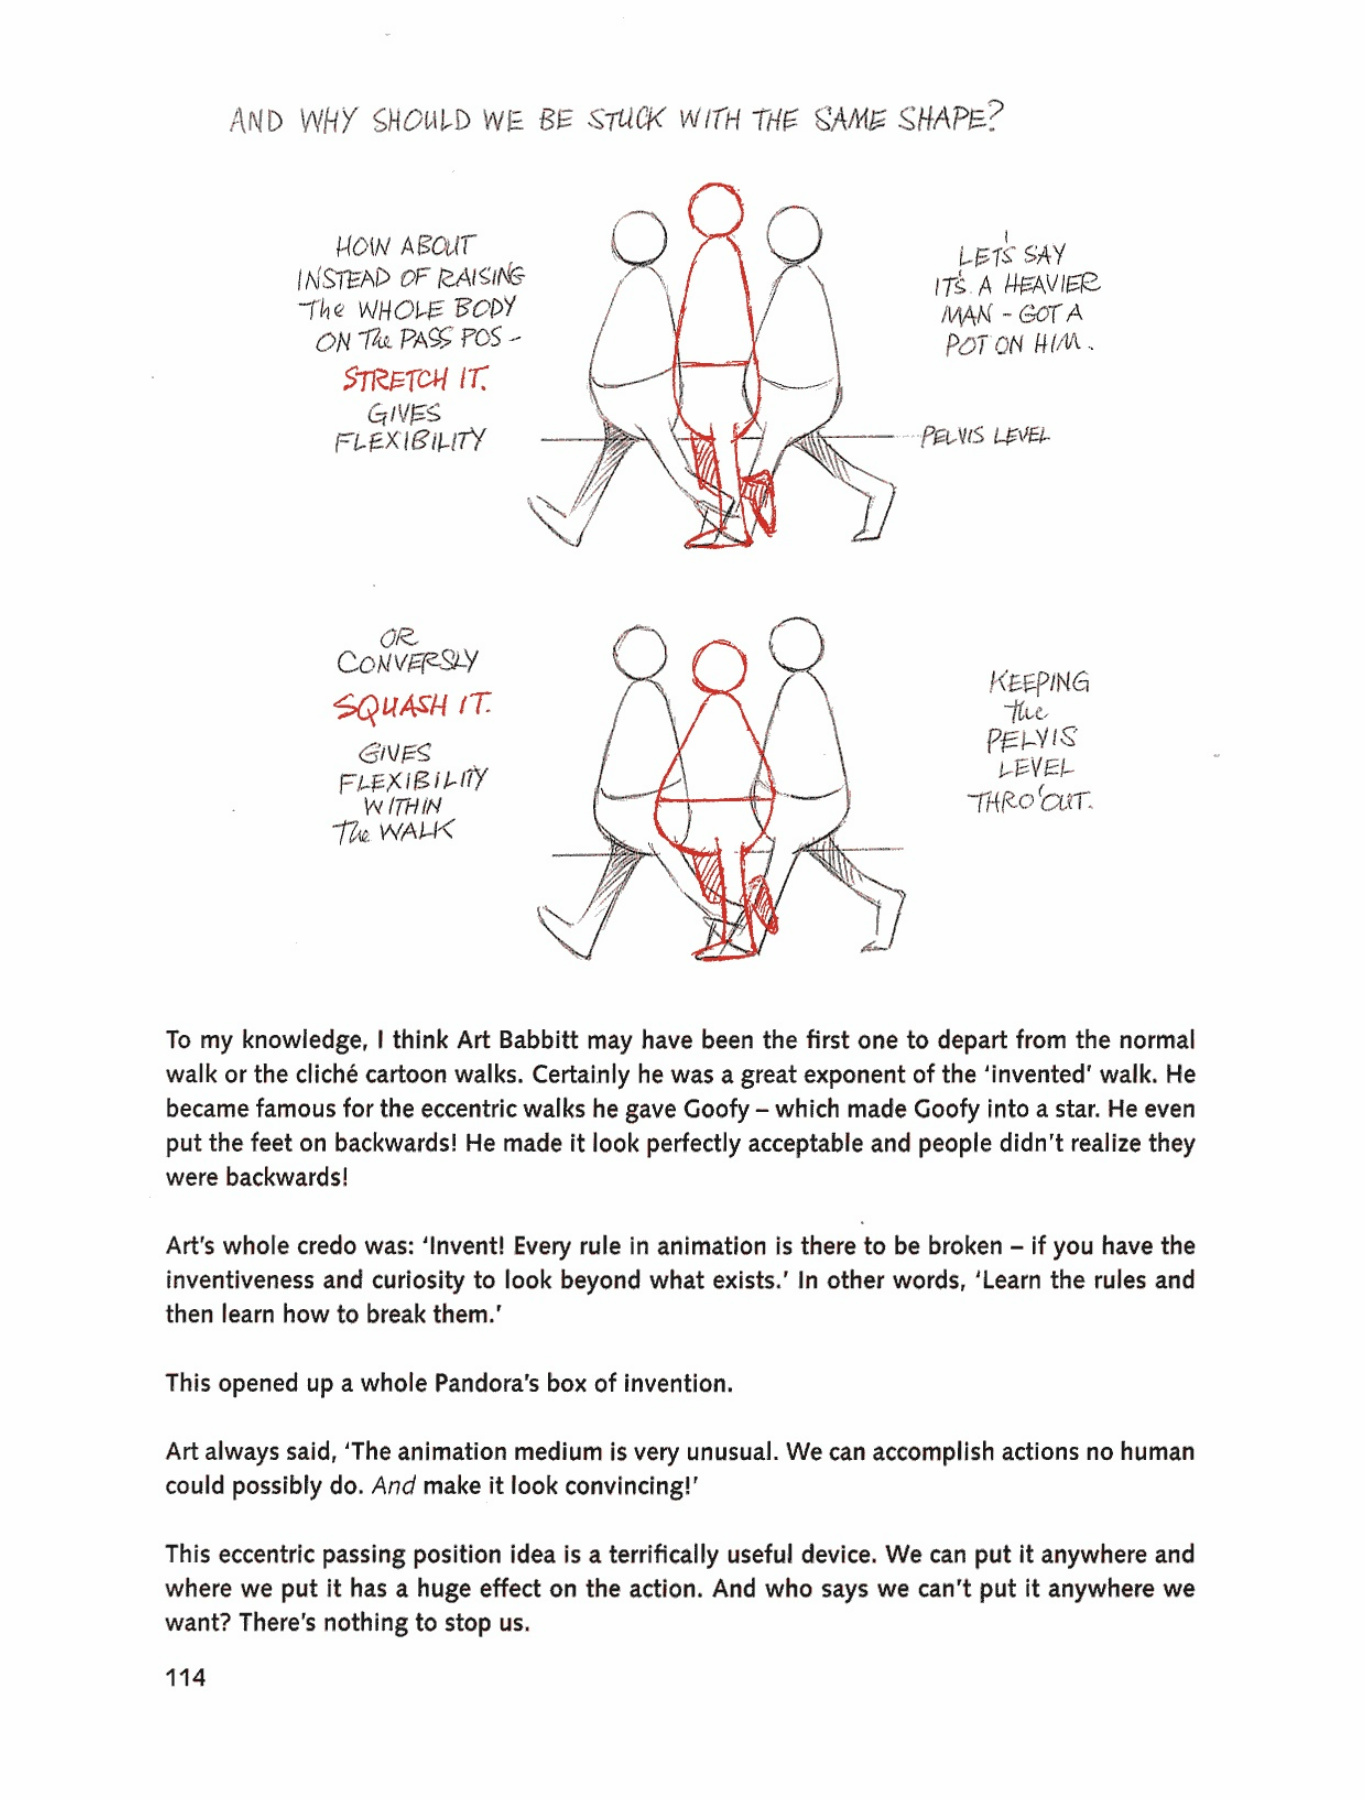 AND WHY SHOULD WE BE STUCK WITH THE SAME SHAPE?
HOW ABOUT
INSTEAD OF RAISING
The WHOLE BODY
ON The PASS POS -
STRETCH IT.
GIVES
FLEXIBILITY
LET'S SAY
IT'S A HEAVIER
MAN - GOT A
POT ON HIM.
PELVIS LEVEL
OR
CONVERSLY
SQUASH IT.
GIVES
FLEXIBILITY
WITHIN
The WALK
KEEPING
the
PELVIS
LEVEL
THRO'OUT.
To my knowledge, I think Art Babbitt may have been the first one to depart from the normal
walk or the cliché cartoon walks. Certainly he was a great exponent of the 'invented' walk. He
became famous for the eccentric walks he gave Goofy – which made Goofy into a star. He even
put the feet on backwards! He made it look perfectly acceptable and people didn't realize they
were backwards!
Art's whole credo was: 'Invent! Every rule in animation is there to be broken – if you have the
inventiveness and curiosity to look beyond what exists.' In other words, 'Learn the rules and
then learn how to break them.'
This opened up a whole Pandora's box of invention.
Art always said, 'The animation medium is very unusual. We can accomplish actions no human
could possibly do. And make it look convincing!'
This eccentric passing position idea is a terrifically useful device. We can put it anywhere and
where we put it has a huge effect on the action. And who says we can't put it anywhere we
want? There's nothing to stop us.
114